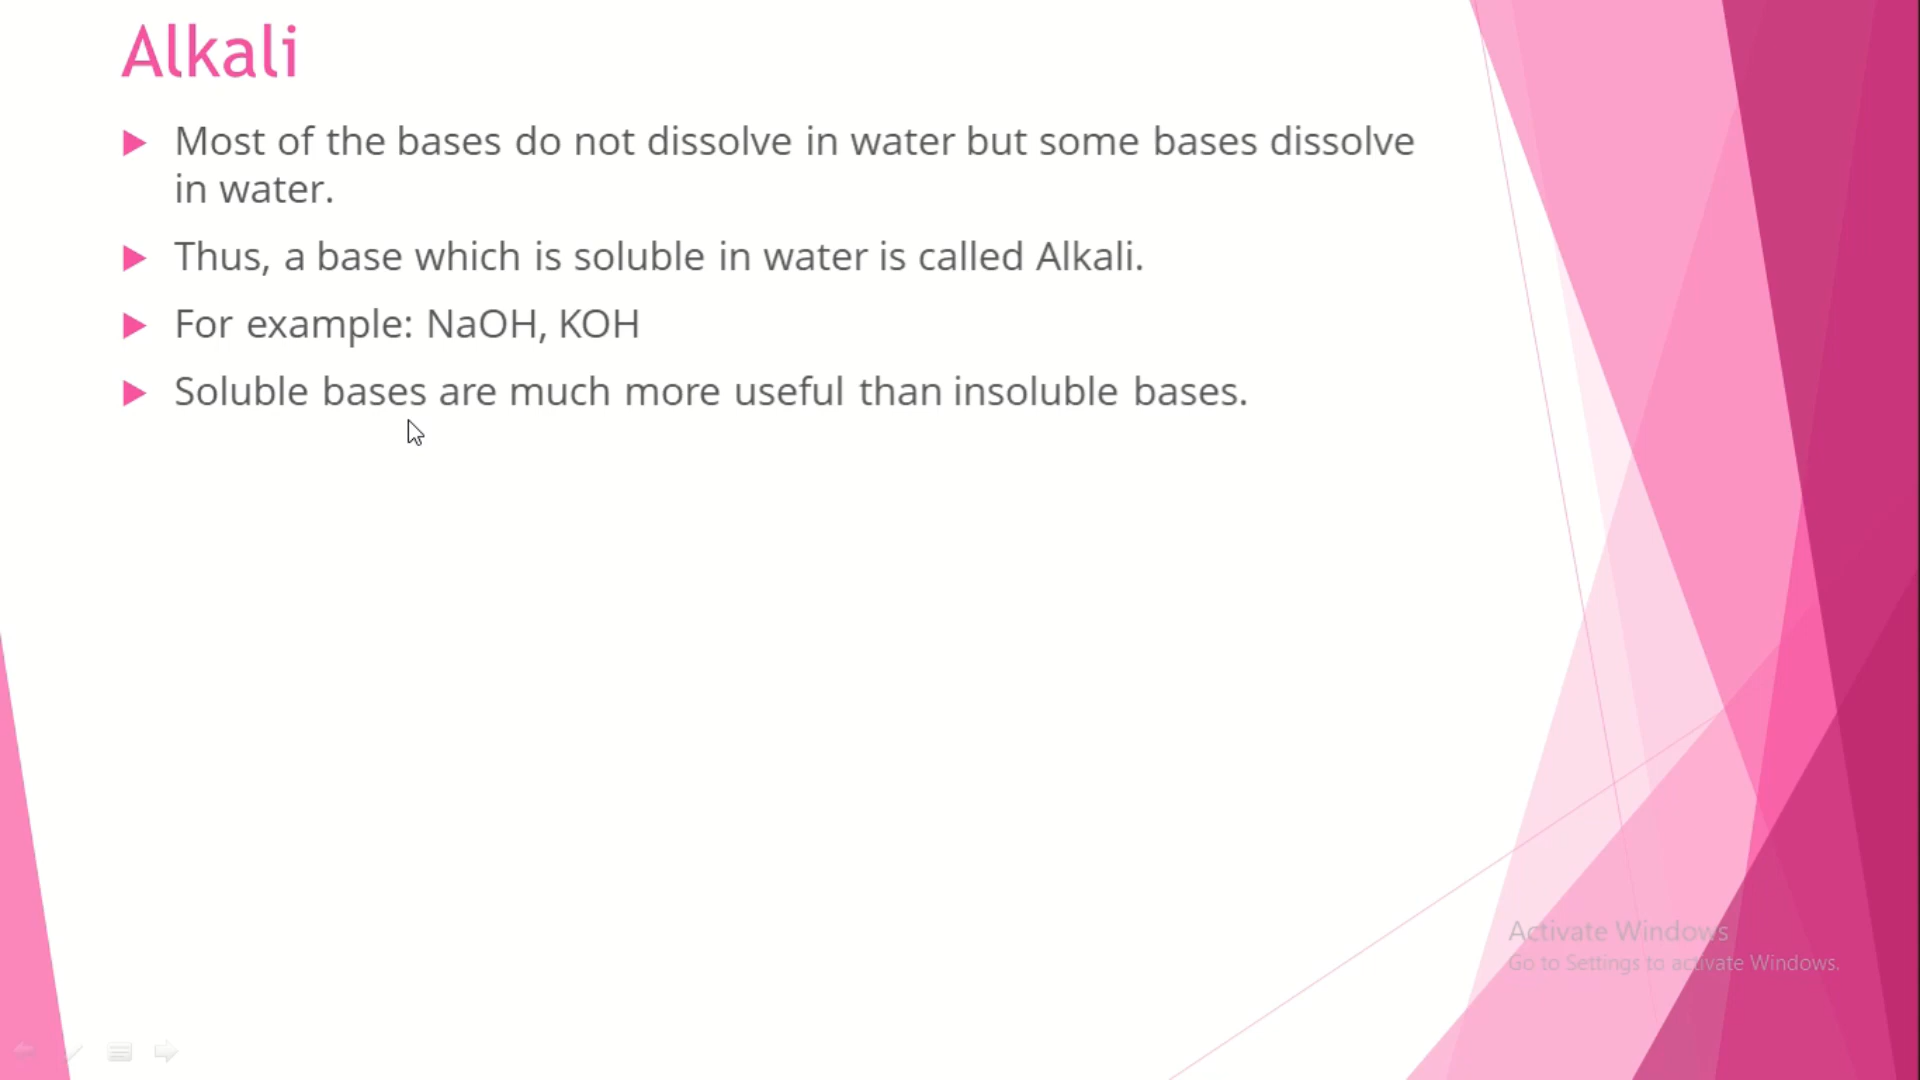 Alkali
Most of the bases do not dissolve in water but some bases dissolve
in water.
Thus, a base which is soluble in water is called Alkali.
For example: NaOH, KOH
Soluble bases are much more useful than insoluble bases.
Activate Windows
Go to Settings to activate Windows.